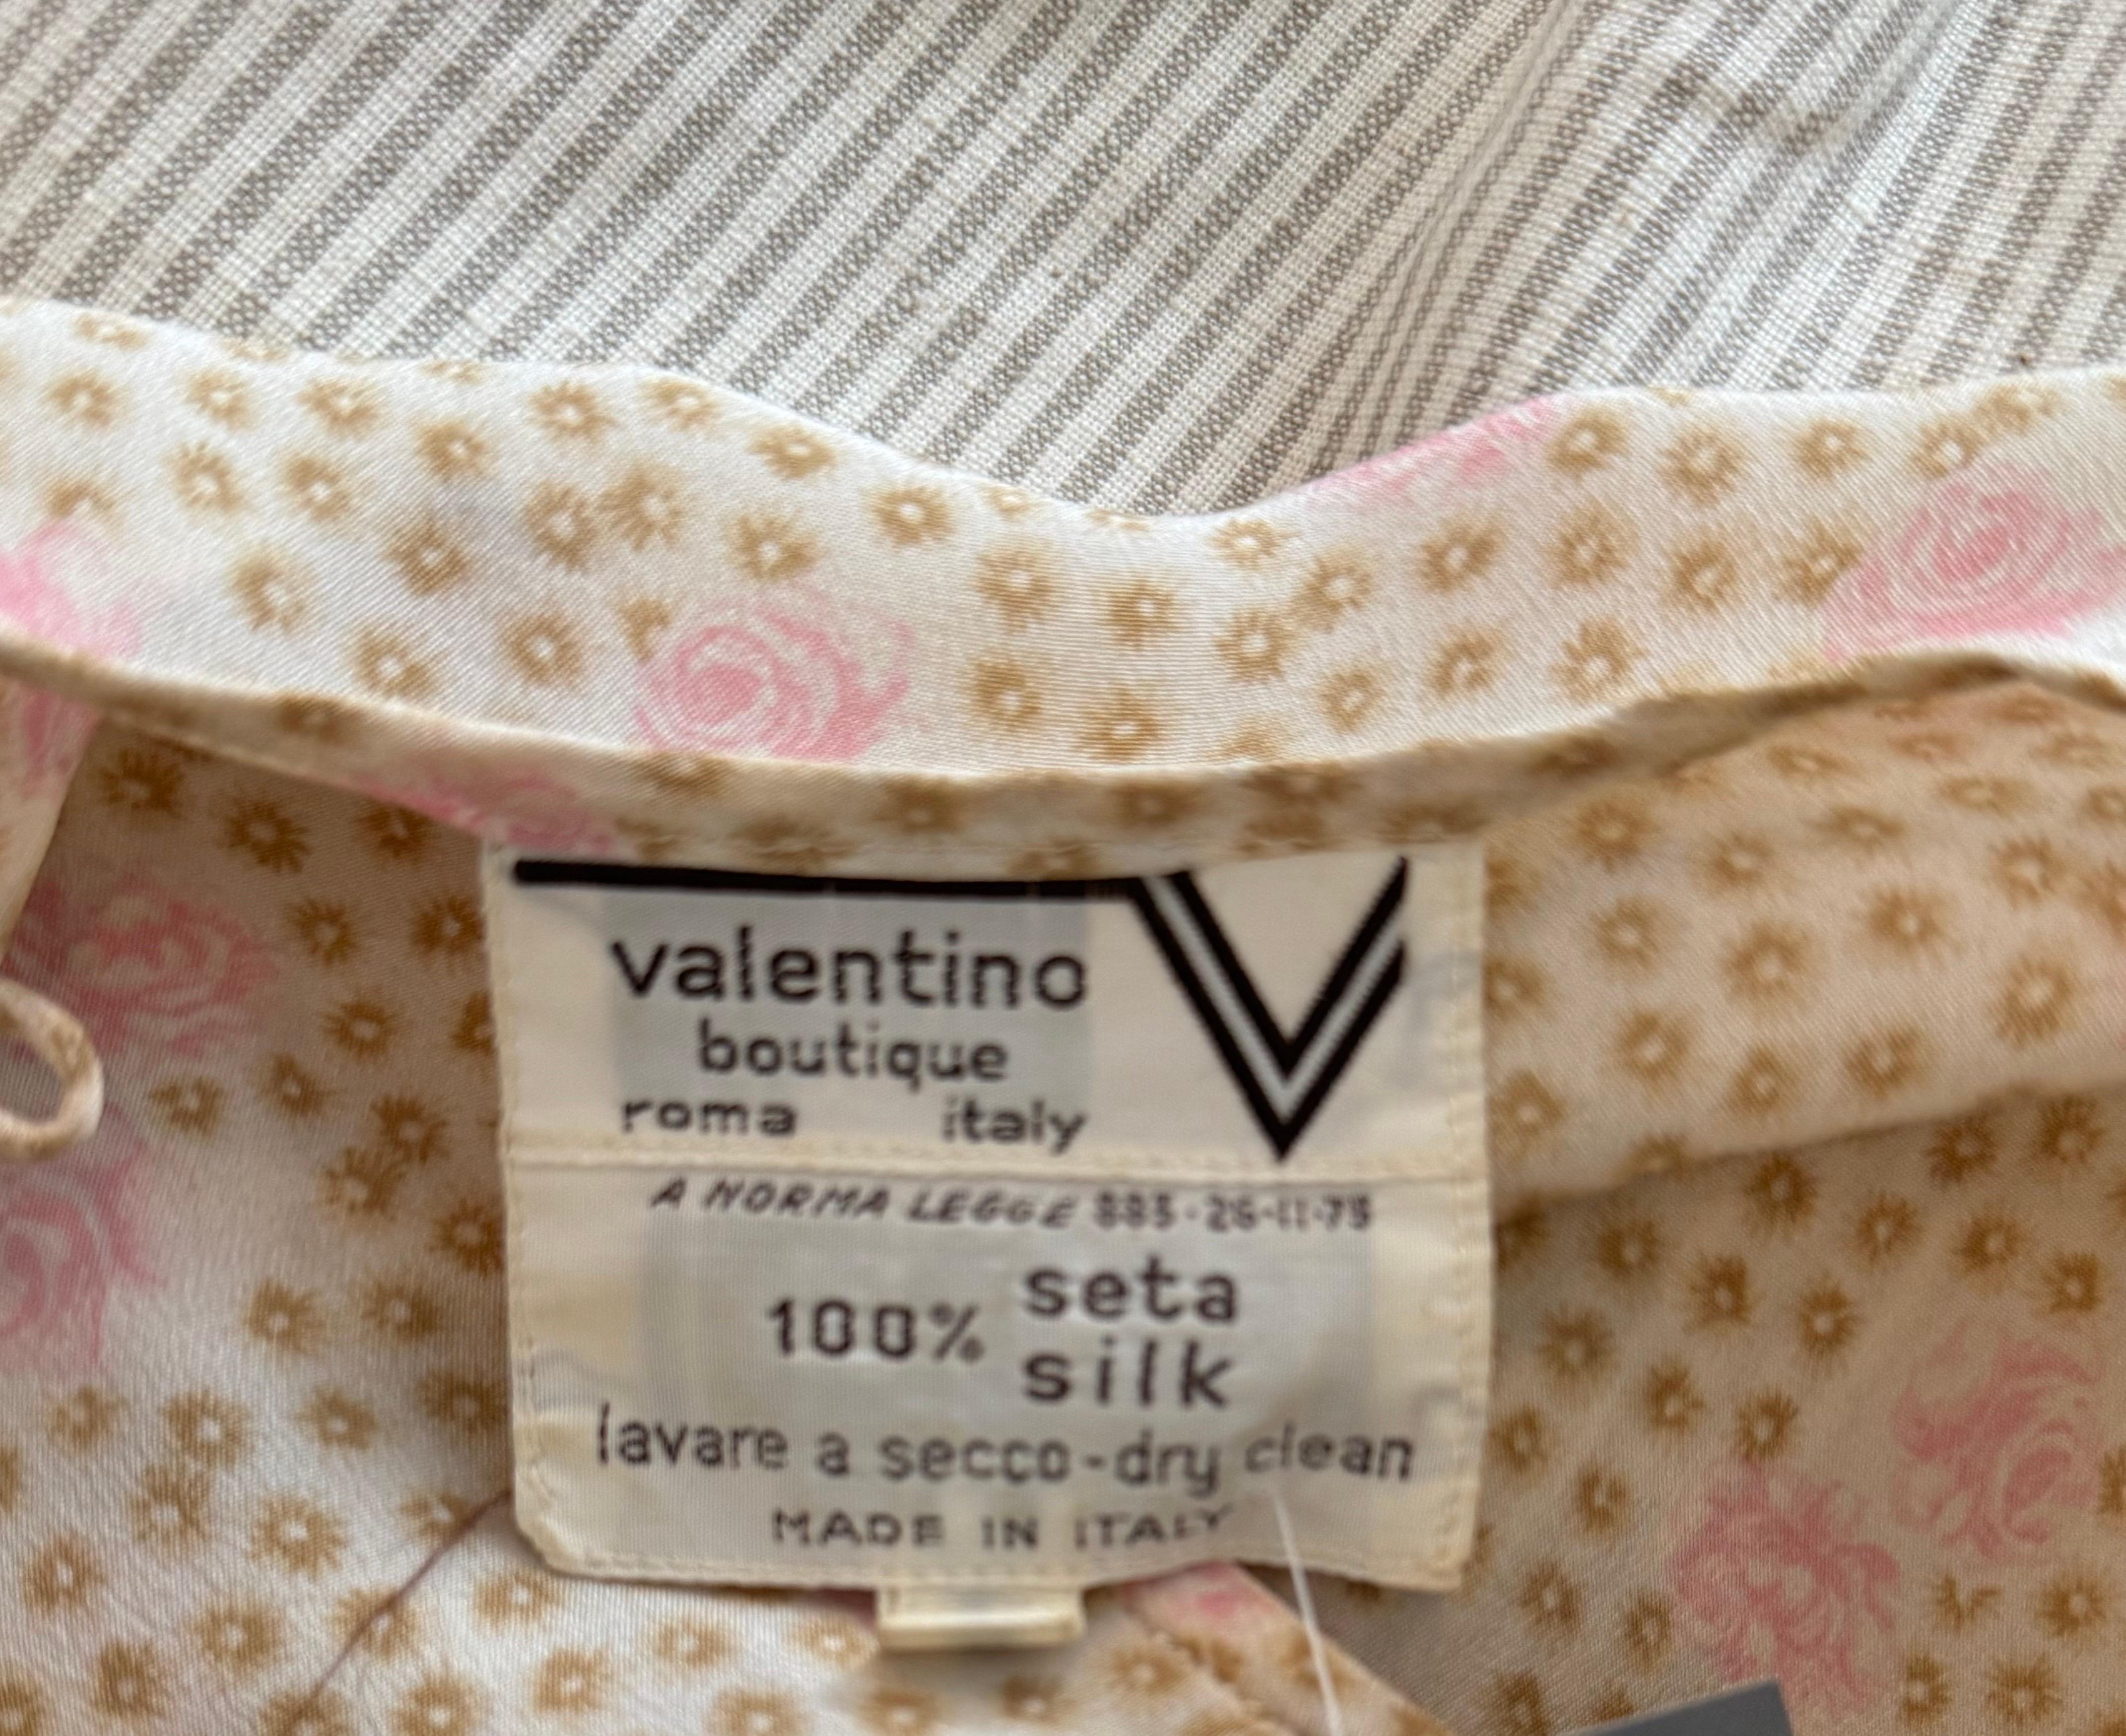 valentino
boutique
roma italy
A NORMA LEGGE 883-26-11-73
100% seta
silk
lavare a secco-dry clean
MADE IN ITALY